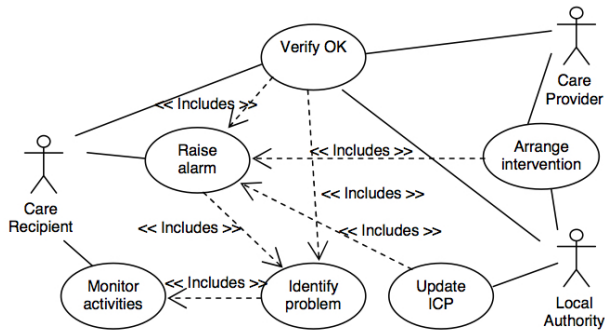 Verify OK
Care
Provider
<< Includes >>
Raise
alarm
<< Includes >>
Arrange
intervention
Care
Recipient
<< Includes >>
<< Includes >>
<< Includes >>
Monitor
activities
<< Includes >>
Identify
problem
Update
ICP
Local
Authority